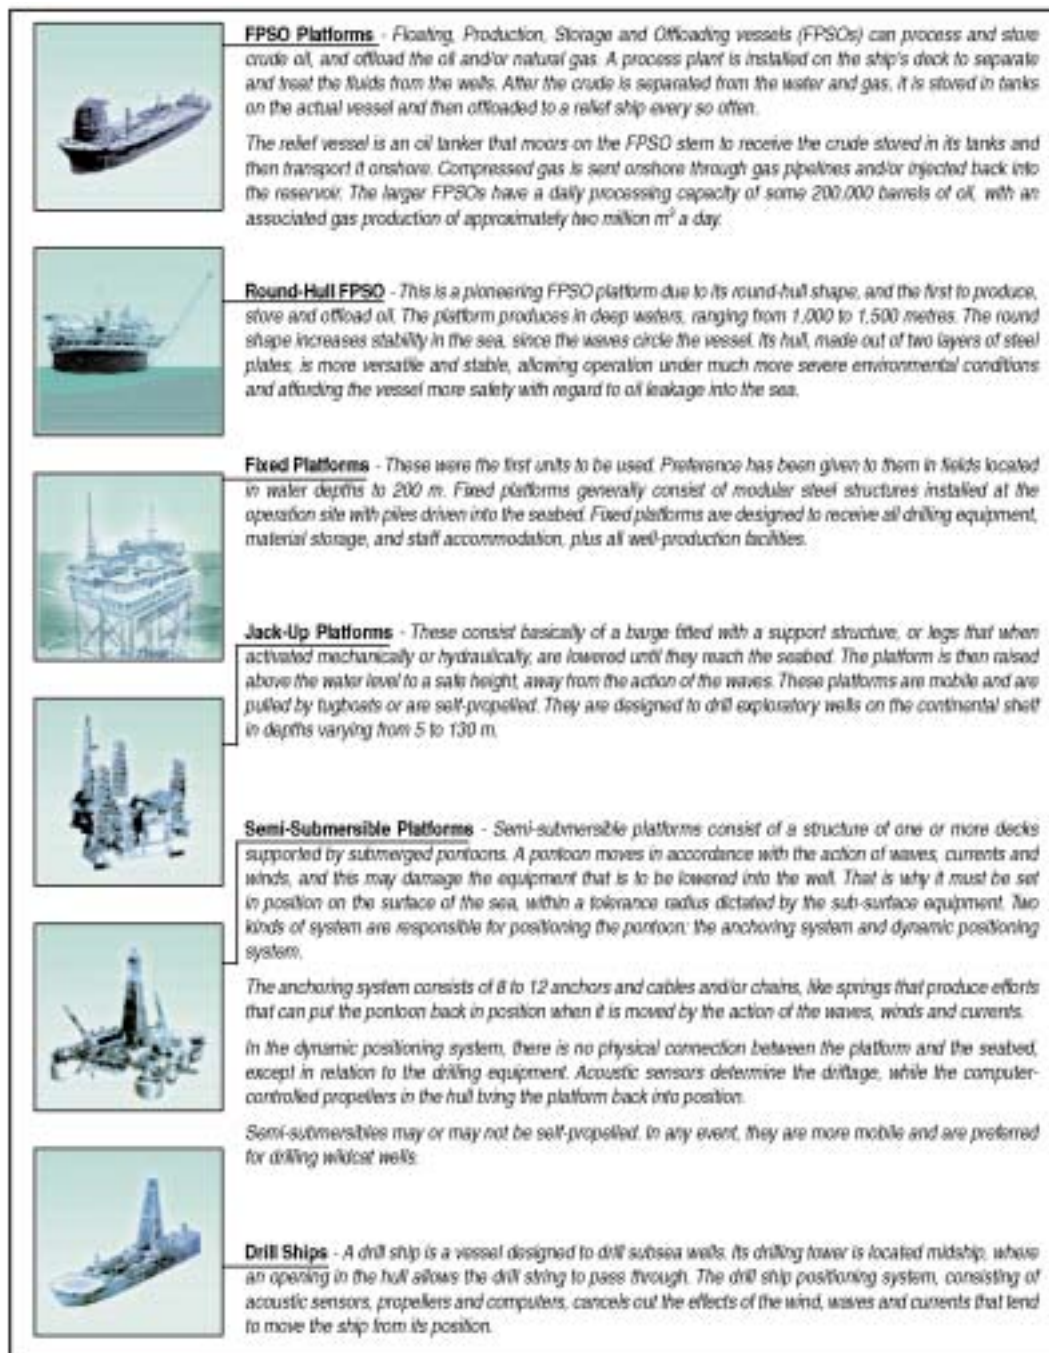 FPSO Platforms - Floating, Production, Storage and Offloading vessels (FPSOs) can process and store
crude oil, and offload the oil and/or natural gas. A process plant is installed on the ship's deck to separate
and treat the fluids from the wells. After the crude is separated from the water and gas, it is stored in tanks
on the actual vessel and then offloaded to a relief ship every so often.
The relief vessel is an oil tanker that moors on the FPSO stern to receive the crude stored in its tanks and
then transport it onshore. Compressed gas is sent onshore through gas pipelines and/or injected back into
the reservoir. The larger FPSOs have a daily processing capacity of some 200,000 barrels of oil, with an
associated gas production of approximately two million m³ a day.
Round-Hull FPSO - This is a pioneering FPSO platform due to its round-hull shape, and the first to produce,
store and offload oil. The platform produces in deep waters, ranging from 1,000 to 1,500 metres. The round
shape increases stability in the sea, since the waves circle the vessel. Its hull, made out of two layers of steel
plates, is more versatile and stable, allowing operation under much more severe environmental conditions
and affording the vessel more safety with regard to oil leakage into the sea.
Fixed Platforms - These were the first units to be used. Preference has been given to them in fields located
in water depths to 200 m. Fixed platforms generally consist of modular steel structures installed at the
operation site with piles driven into the seabed. Fixed platforms are designed to receive all drilling equipment,
material storage, and staff accommodation, plus all well-production facilities.
Jack-Up Platforms - These consist basically of a barge fitted with a support structure, or legs that when
activated mechanically or hydraulically, are lowered until they reach the seabed. The platform is then raised
above the water level to a safe height, away from the action of the waves. These platforms are mobile and are
pulled by tugboats or are self-propelled. They are designed to drill exploratory wells on the continental shelf
in depths varying from 5 to 130 m.
Semi-Submersible Platforms - Semi-submersible platforms consist of a structure of one or more decks
supported by submerged pontoons. A pontoon moves in accordance with the action of waves, currents and
winds, and this may damage the equipment that is to be lowered into the well. That is why it must be set
in position on the surface of the sea, within a tolerance radius dictated by the sub-surface equipment. Two
kinds of system are responsible for positioning the pontoon: the anchoring system and dynamic positioning
system.
The anchoring system consists of 8 to 12 anchors and cables and/or chains, like springs that produce efforts
that can put the pontoon back in position when it is moved by the action of the waves, winds and currents.
In the dynamic positioning system, there is no physical connection between the platform and the seabed,
except in relation to the drilling equipment. Acoustic sensors determine the driftage, while the computer-
controlled propellers in the hull bring the platform back into position.
Semi-submersibles may or may not be self-propelled. In any event, they are more mobile and are preferred
for drilling wildcat wells.
Drill Ships - A drill ship is a vessel designed to drill subsea wells. Its drilling tower is located midship, where
an opening in the hull allows the drill string to pass through. The drill ship positioning system, consisting of
acoustic sensors, propellers and computers, cancels out the effects of the wind, waves and currents that tend
to move the ship from its position.